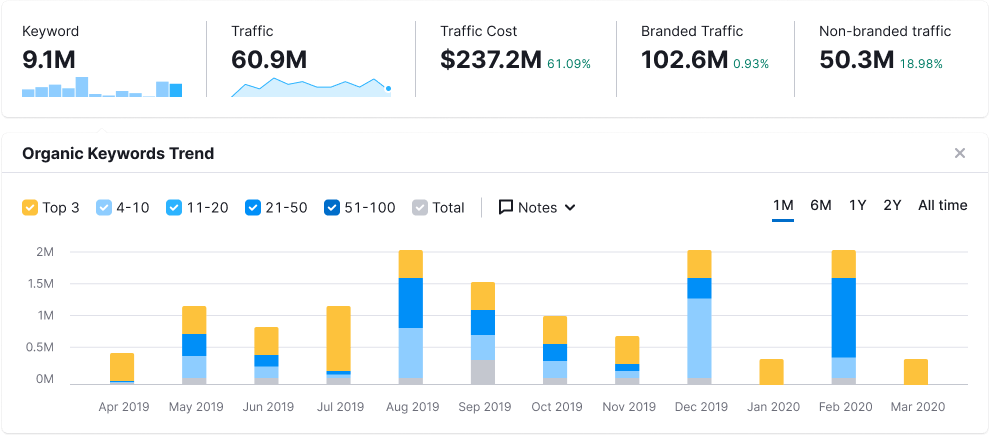 Keyword Traffic Traffic Cost Branded Traffic Non-branded traffic
9.1M 60.9M $237.2M 61.09% 102.6M 0.93% 50.3M 18.98%
Organic Keywords Trend
Top 3 4-10 11-20 21-50 51-100 Total Notes 1M 6M 1Y 2Y All time
2M
1.5M
1M
0.5M
0M
Apr 2019 May 2019 Jun 2019 Jul 2019 Aug 2019 Sep 2019 Oct 2019 Nov 2019 Dec 2019 Jan 2020 Feb 2020 Mar 2020